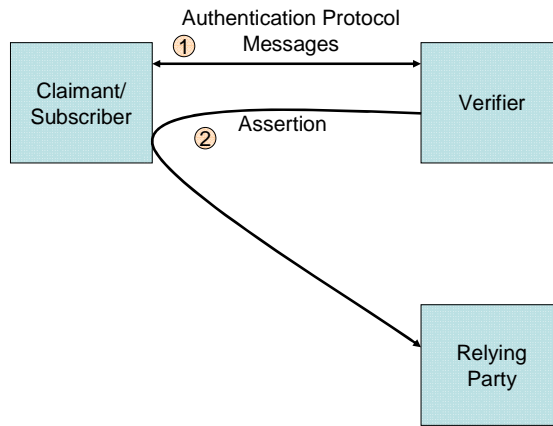 Authentication Protocol
Messages
1
Claimant/
Subscriber
Verifier
Assertion
2
Relying
Party